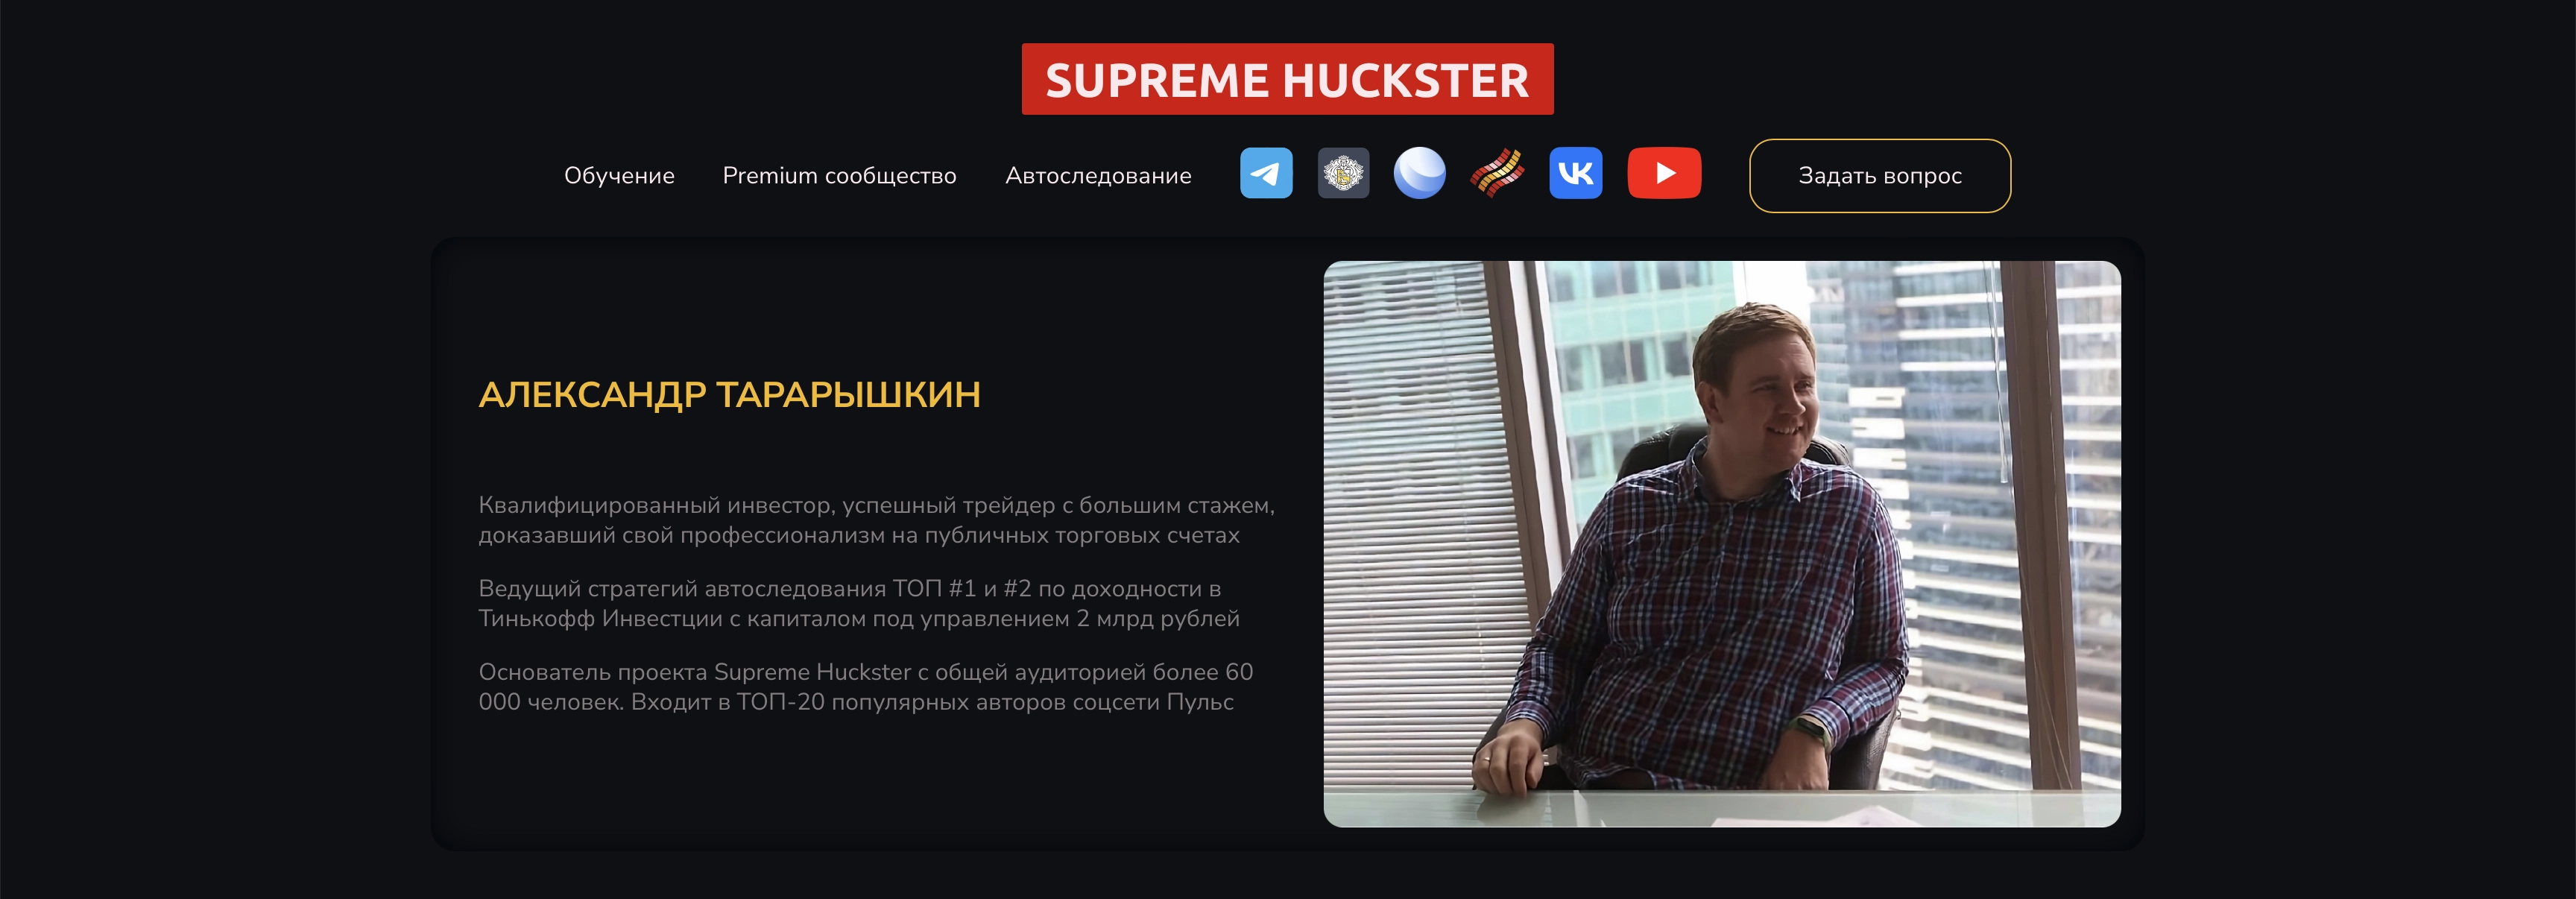 SUPREME HUCKSTER
Обучение
Premium сообщество
Автоследование
Задать вопрос
АЛЕКСАНДР ТАРАРЫШКИН
Квалифицированный инвестор, успешный трейдер с большим стажем,
доказавший свой профессионализм на публичных торговых счетах
Ведущий стратегий автоследования ТОП #1 и #2 по доходности в
Тинькофф Инвестции с капиталом под управлением 2 млрд рублей
Основатель проекта Supreme Huckster с общей аудиторией более 60
000 человек. Входит в ТОП-20 популярных авторов соцсети Пульс